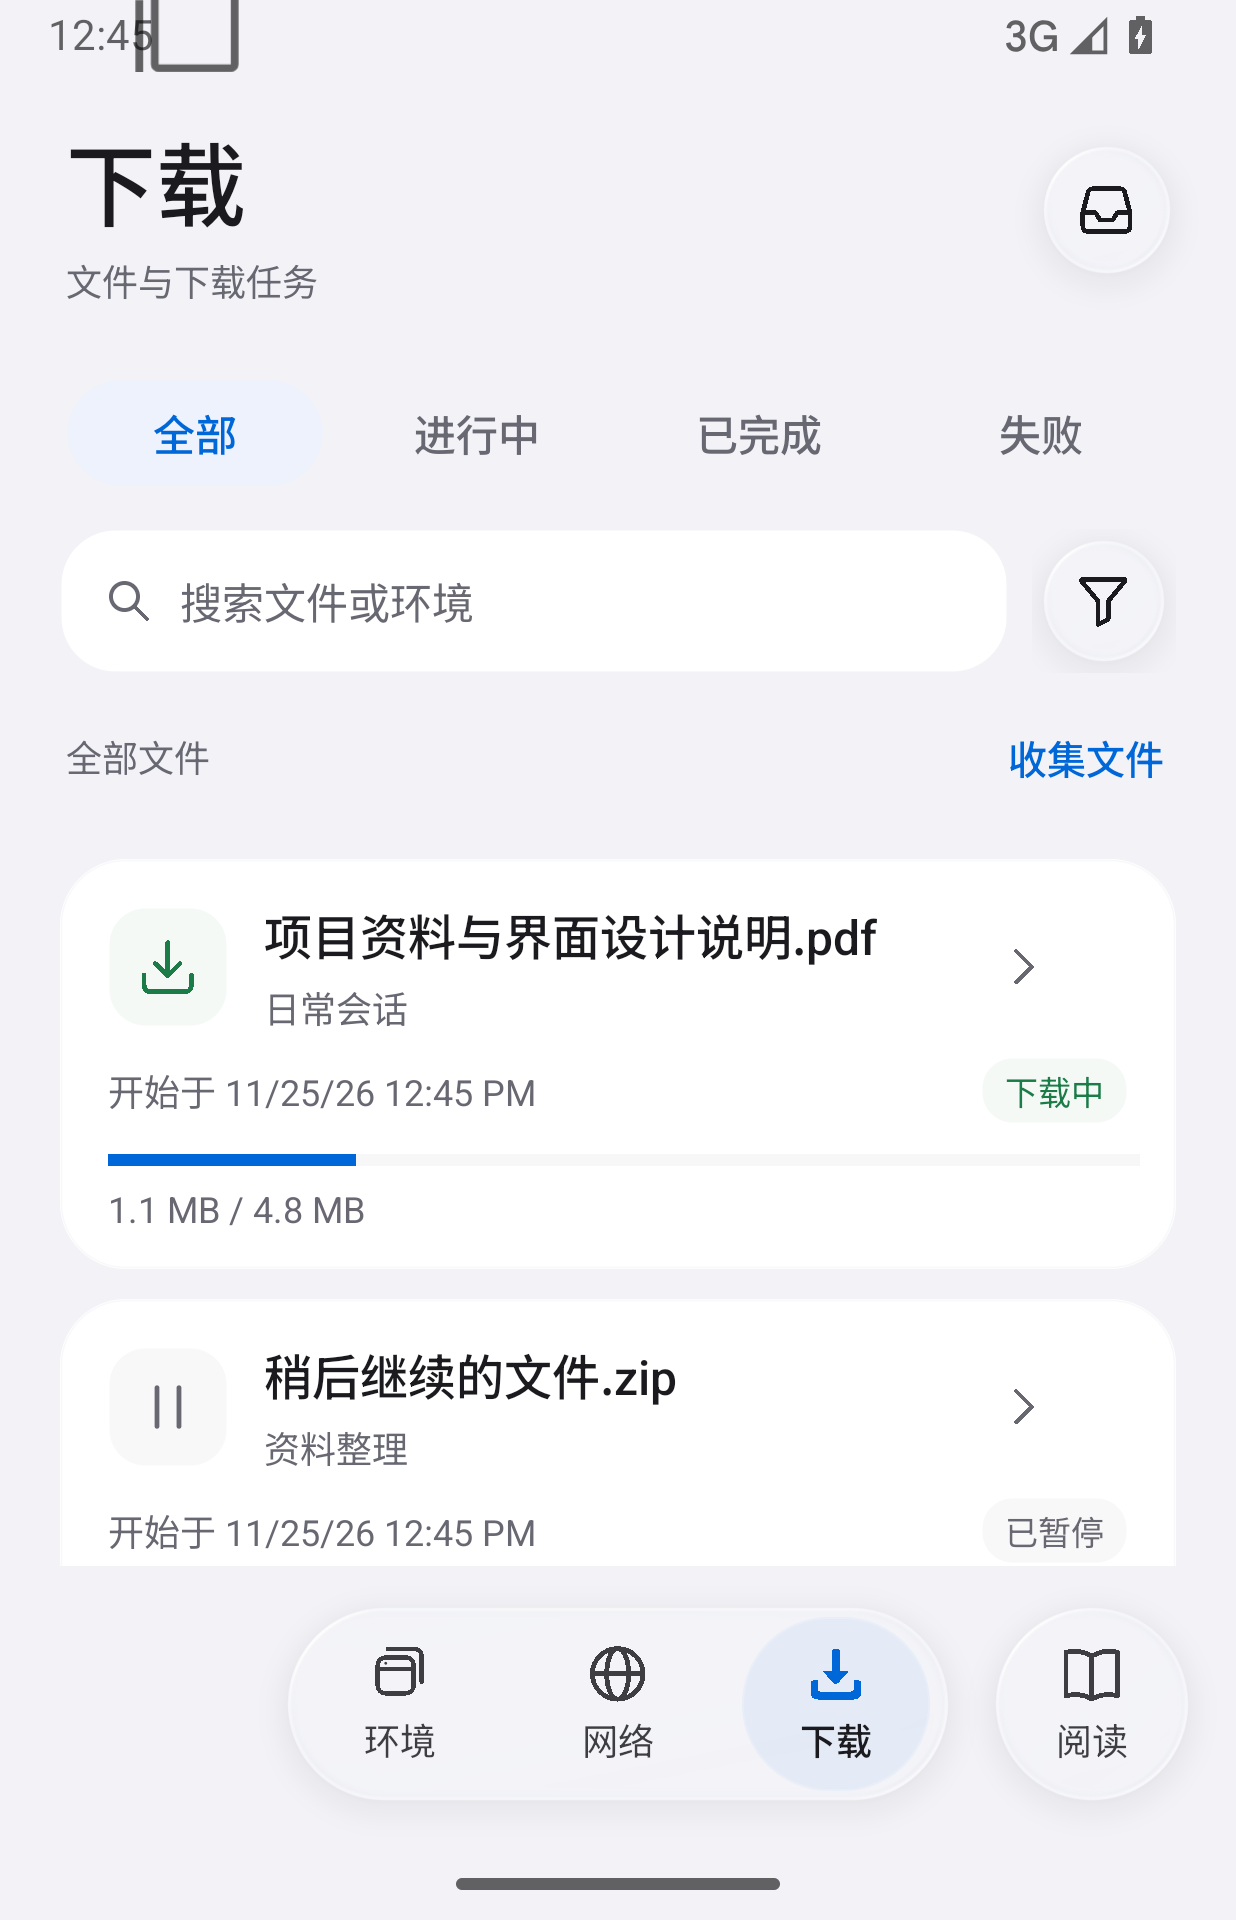 12:45
3G
下载
文件与下载任务
全部
进行中
已完成
失败
搜索文件或环境
全部文件
收集文件
项目资料与界面设计说明.pdf
日常会话
开始于 11/25/26 12:45 PM
下载中
1.1 MB / 4.8 MB
稍后继续的文件.zip
资料整理
开始于 11/25/26 12:45 PM
已暂停
环境
网络
下载
阅读